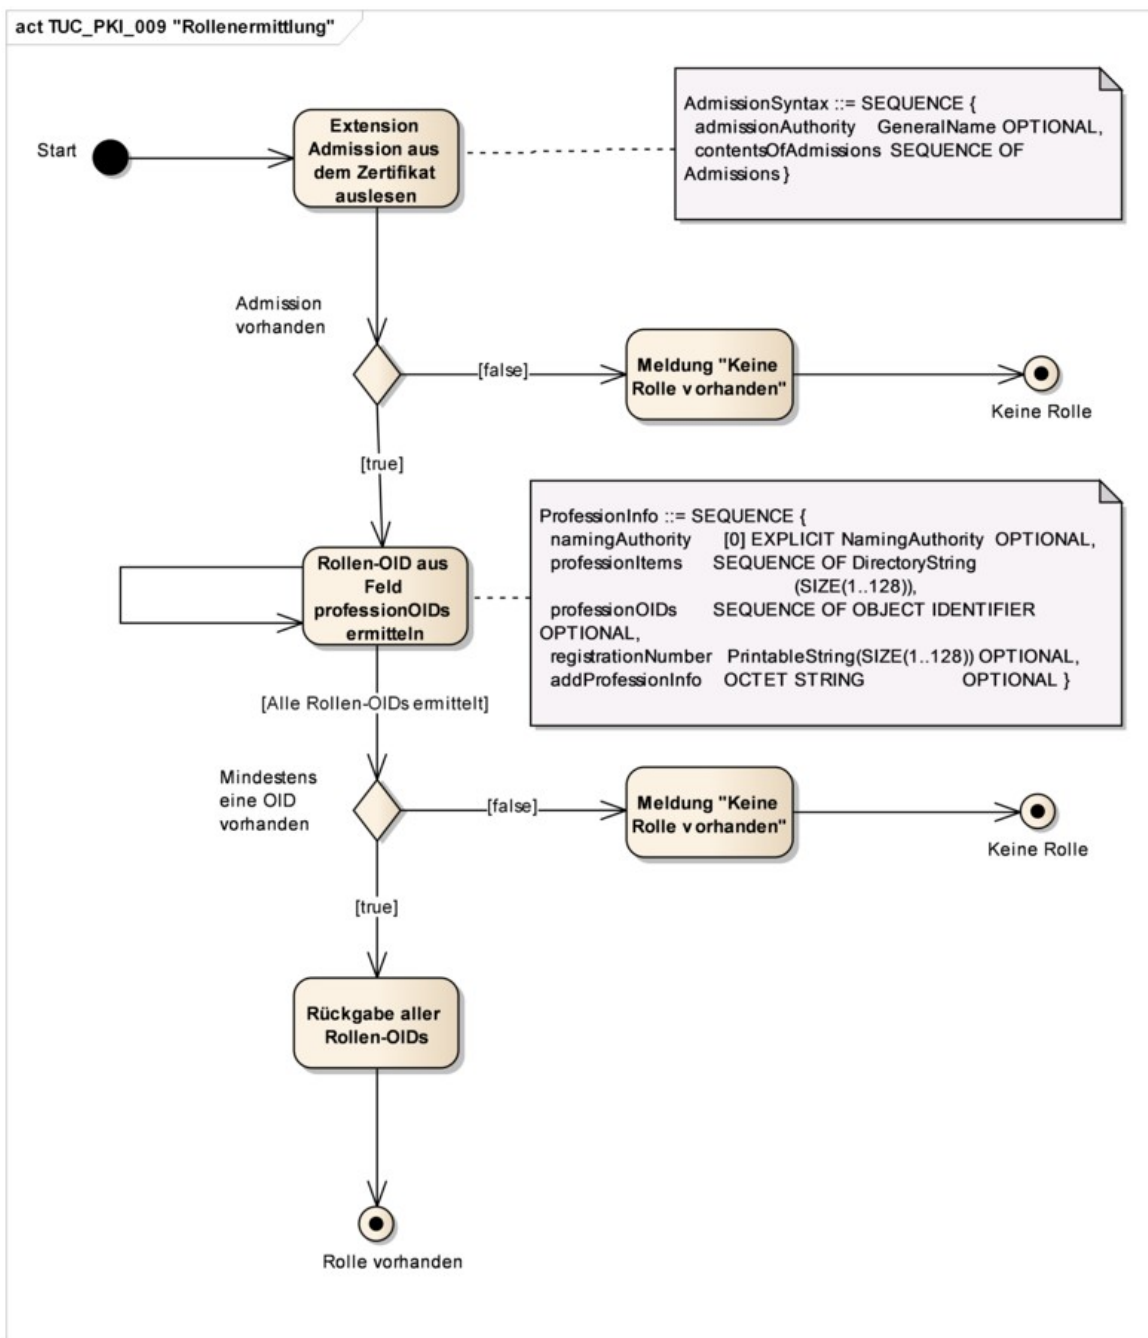 act TUC_PKI_009 "Rollenermittlung"
Start
Extension
Admission aus
dem Zertifikat
auslesen
AdmissionSyntax ::= SEQUENCE {
admissionAuthority GeneralName OPTIONAL,
contentsOfAdmissions SEQUENCE OF
Admissions }
Admission
vorhanden
[false]
Meldung "Keine
Rolle vorhanden"
Keine Rolle
[true]
Rollen-OID aus
Feld
professionOIDs
ermitteln
ProfessionInfo ::= SEQUENCE {
namingAuthority [0] EXPLICIT NamingAuthority OPTIONAL,
professionItems SEQUENCE OF DirectoryString
(SIZE(1..128)),
professionOIDs SEQUENCE OF OBJECT IDENTIFIER
OPTIONAL,
registrationNumber PrintableString(SIZE(1..128)) OPTIONAL,
addProfessionInfo OCTET STRING OPTIONAL }
[Alle Rollen-OIDs ermittelt]
Mindestens
eine OID
vorhanden
[false]
Meldung "Keine
Rolle vorhanden"
Keine Rolle
[true]
Rückgabe aller
Rollen-OIDs
Rolle vorhanden